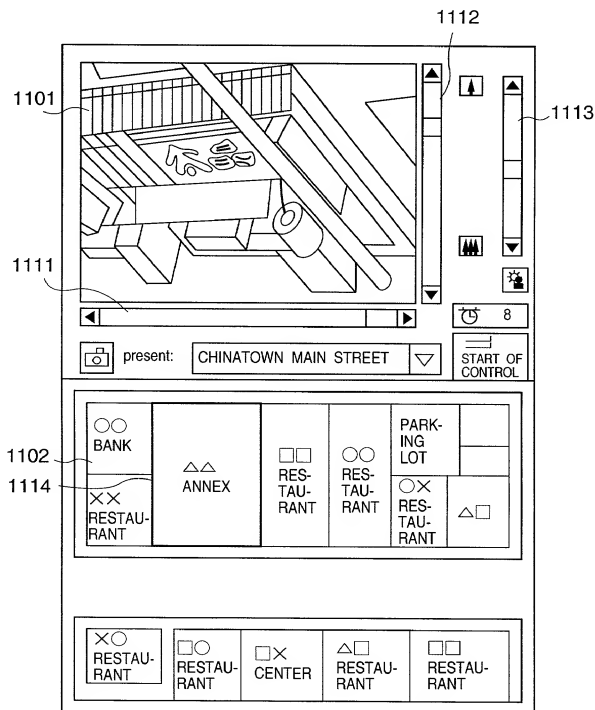 1112
1101
1113
1111
8
present: CHINATOWN MAIN STREET
START OF
CONTROL
○○
BANK
1102
1114
××
RESTAU-
RANT
△△
ANNEX
□□
RES-
TAU-
RANT
○○
RES-
TAU-
RANT
PARK-
ING
LOT
○×
RES-
TAU-
RANT
△□
×○
RESTAU-
RANT
□○
RESTAU-
RANT
□×
CENTER
△□
RESTAU-
RANT
□□
RESTAU-
RANT